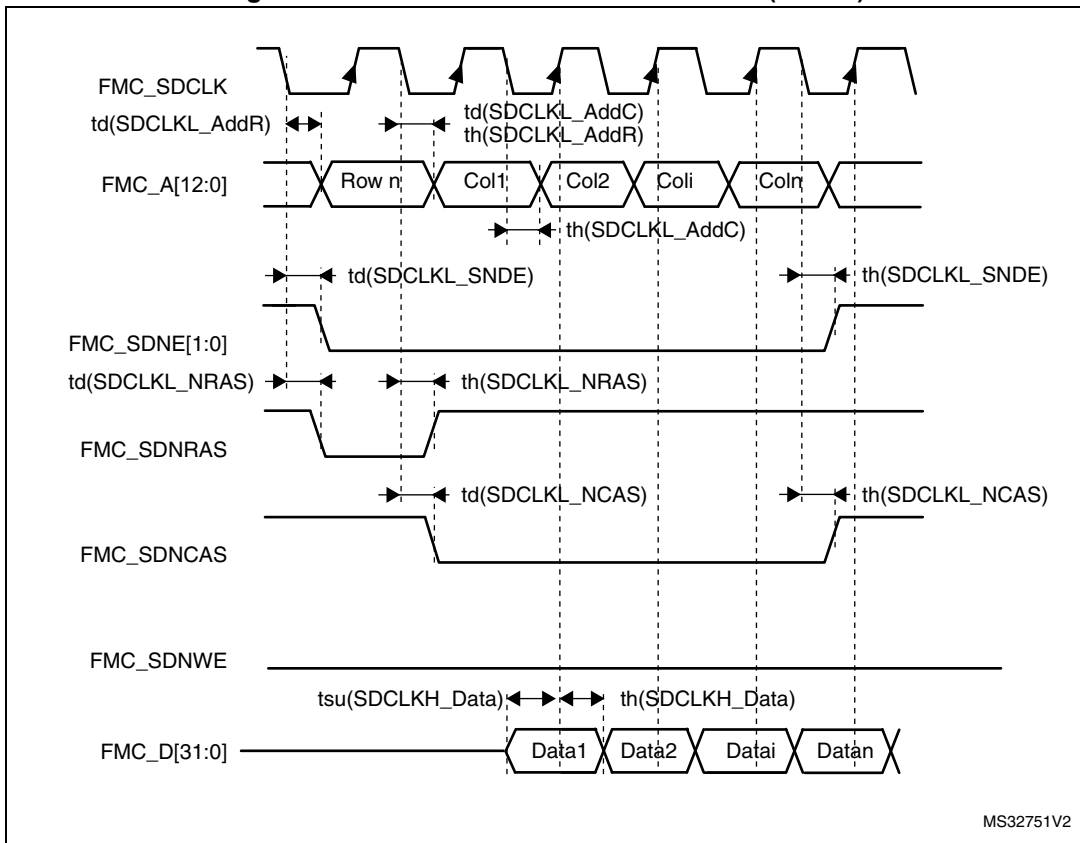 FMC_SDCLK
td(SDCLKL_AddR)
td(SDCLKL_AddC)
th(SDCLKL_AddR)
FMC_A[12:0]
Row n
Col1
Col2
Coli
Coln
th(SDCLKL_AddC)
td(SDCLKL_SNDE)
th(SDCLKL_SNDE)
FMC_SDNE[1:0]
td(SDCLKL_NRAS)
th(SDCLKL_NRAS)
FMC_SDNRAS
td(SDCLKL_NCAS)
th(SDCLKL_NCAS)
FMC_SDNCAS
FMC_SDNWE
tsu(SDCLKH_Data)
th(SDCLKH_Data)
FMC_D[31:0]
Data1
Data2
Datai
Datan
MS32751V2